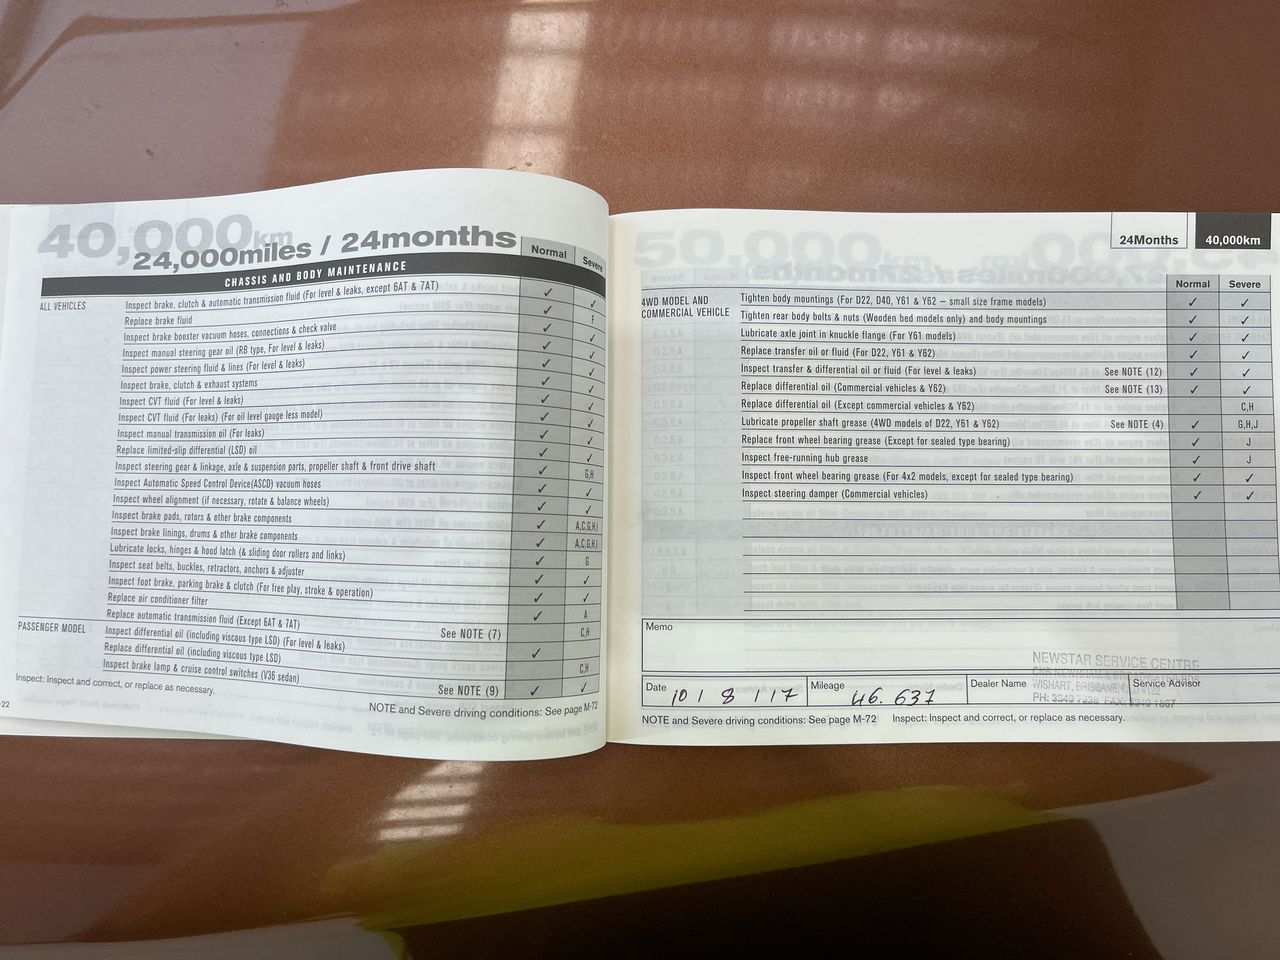 40,000km
24,000miles / 24months
Normal Severe
CHASSIS AND BODY MAINTENANCE
ALL VEHICLES
Inspect brake, clutch & automatic transmission fluid (For level & leaks, except 6AT & 7AT) ✓ ✓
Replace brake fluid ✓ F
Inspect brake booster vacuum hoses, connections & check valve ✓ ✓
Inspect manual steering gear oil (RB type, For level & leaks) ✓ ✓
Inspect power steering fluid & lines (For level & leaks) ✓ ✓
Inspect brake, clutch & exhaust systems ✓ ✓
Inspect CVT fluid (For level & leaks) ✓ ✓
Inspect CVT fluid (For leaks) (For oil level gauge less model) ✓ ✓
Inspect manual transmission oil (For leaks) ✓ ✓
Replace limited-slip differential (LSD) oil ✓ ✓
Inspect steering gear & linkage, axle & suspension parts, propeller shaft & front drive shaft ✓ G,H
Inspect Automatic Speed Control Device(ASCD) vacuum hoses ✓ ✓
Inspect wheel alignment (if necessary, rotate & balance wheels) ✓ ✓
Inspect brake pads, rotors & other brake components ✓ A,C,G,H,I
Inspect brake linings, drums & other brake components ✓ A,C,G,H,I
Lubricate locks, hinges & hood latch (& sliding door rollers and links) ✓ G
Inspect seat belts, buckles, retractors, anchors & adjuster ✓ ✓
Inspect foot brake, parking brake & clutch (For free play, stroke & operation) ✓ ✓
Replace air conditioner filter ✓ A
Replace automatic transmission fluid (Except 6AT & 7AT) See NOTE (7) C,H
PASSENGER MODEL
Inspect differential oil (including viscous type LSD) (For level & leaks) ✓
Replace differential oil (including viscous type LSD) C,H
Inspect brake lamp & cruise control switches (V36 sedan) See NOTE (9) ✓ ✓
Inspect: Inspect and correct, or replace as necessary.
NOTE and Severe driving conditions: See page M-72
-22
24Months 40,000km
Normal Severe
4WD MODEL AND
COMMERCIAL VEHICLE
Tighten body mountings (For D22, D40, Y61 & Y62 – small size frame models) ✓ ✓
Tighten rear body bolts & nuts (Wooden bed models only) and body mountings ✓ ✓
Lubricate axle joint in knuckle flange (For Y61 models) ✓ ✓
Replace transfer oil or fluid (For D22, Y61 & Y62) ✓ ✓
Inspect transfer & differential oil or fluid (For level & leaks) See NOTE (12) ✓ ✓
Replace differential oil (Commercial vehicles & Y62) See NOTE (13) ✓ ✓
Replace differential oil (Except commercial vehicles & Y62) C,H
Lubricate propeller shaft grease (4WD models of D22, Y61 & Y62) See NOTE (4) ✓ G,H,J
Replace front wheel bearing grease (Except for sealed type bearing) ✓ J
Inspect free-running hub grease ✓ J
Inspect front wheel bearing grease (For 4x2 models, except for sealed type bearing) ✓ ✓
Inspect steering damper (Commercial vehicles) ✓ ✓
Memo
NEWSTAR SERVICE CENTRE
WISHART, BRISBANE, QLD 4122
Date 10 / 8 / 17 Mileage 46.637 Dealer Name Service Advisor
NOTE and Severe driving conditions: See page M-72 Inspect: Inspect and correct, or replace as necessary.